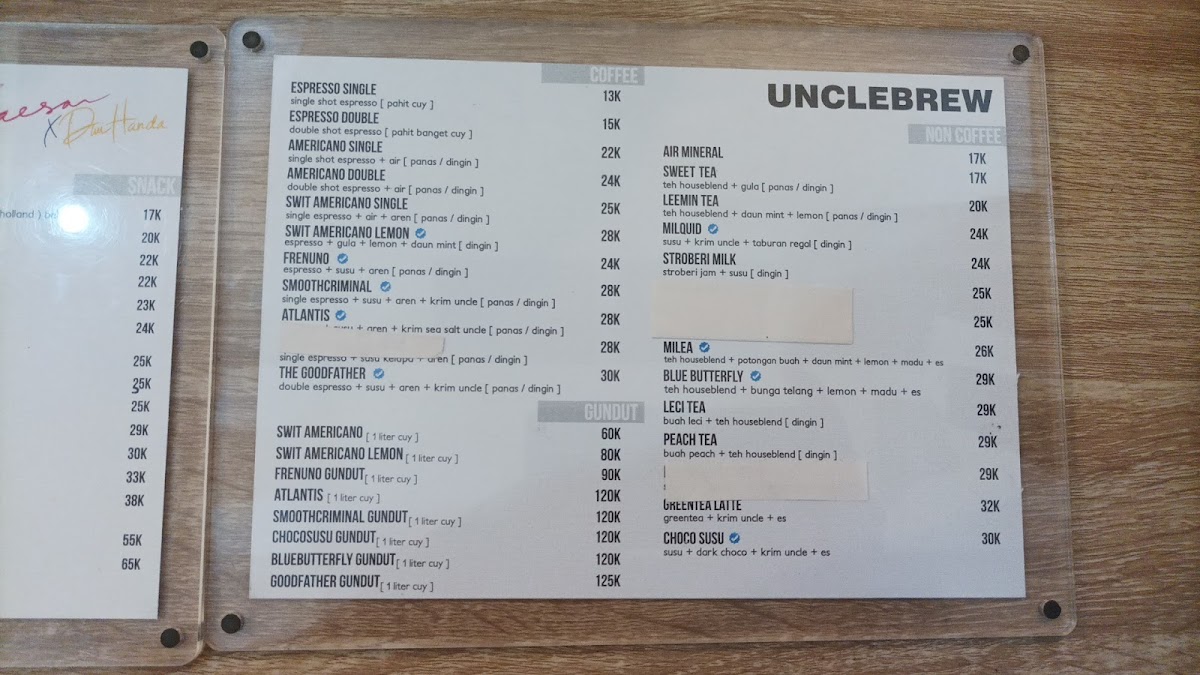 X DauHanda
SNACK
holland )
17K
20K
22K
22K
23K
24K
25K
35K
25K
29K
30K
33K
38K
55K
65K
COFFEE
ESPRESSO SINGLE 13K
single shot espresso [ pahit cuy ]
ESPRESSO DOUBLE 15K
double shot espresso [ pahit banget cuy ]
AMERICANO SINGLE 22K
single shot espresso + air [ panas / dingin ]
AMERICANO DOUBLE 24K
double shot espresso + air [ panas / dingin ]
SWIT AMERICANO SINGLE 25K
single espresso + air + aren [ panas / dingin ]
SWIT AMERICANO LEMON 28K
espresso + gula + lemon + daun mint [ dingin ]
FRENUNO 24K
espresso + susu + aren [ panas / dingin ]
SMOOTHCRIMINAL 28K
single espresso + susu + aren + krim uncle [ panas / dingin ]
ATLANTIS 28K
susu + aren + krim sea salt uncle [ panas / dingin ]
28K
single espresso + susu kelapa + aren [ panas / dingin ]
THE GOODFATHER 30K
double espresso + susu + aren + krim uncle [ panas / dingin ]
GUNDUT
SWIT AMERICANO [ 1 liter cuy ] 60K
SWIT AMERICANO LEMON [ 1 liter cuy ] 80K
FRENUNO GUNDUT [ 1 liter cuy ] 90K
ATLANTIS [ 1 liter cuy ] 120K
SMOOTHCRIMINAL GUNDUT [ 1 liter cuy ] 120K
CHOCOSUSU GUNDUT [ 1 liter cuy ] 120K
BLUEBUTTERFLY GUNDUT [ 1 liter cuy ] 120K
GOODFATHER GUNDUT [ 1 liter cuy ] 125K
UNCLEBREW
NON COFFEE
AIR MINERAL 17K
SWEET TEA 17K
teh houseblend + gula [ panas / dingin ]
LEEMIN TEA 20K
teh houseblend + daun mint + lemon [ panas / dingin ]
MILQUID 24K
susu + krim uncle + taburan regal [ dingin ]
STROBERI MILK 24K
stroberi jam + susu [ dingin ]
25K
25K
MILEA 26K
teh houseblend + potongan buah + daun mint + lemon + madu + es
BLUE BUTTERFLY 29K
teh houseblend + bunga telang + lemon + madu + es
LECI TEA 29K
buah leci + teh houseblend [ dingin ]
PEACH TEA 29K
buah peach + teh houseblend [ dingin ]
29K
GREENTEA LATTE 32K
greentea + krim uncle + es
CHOCO SUSU 30K
susu + dark choco + krim uncle + es